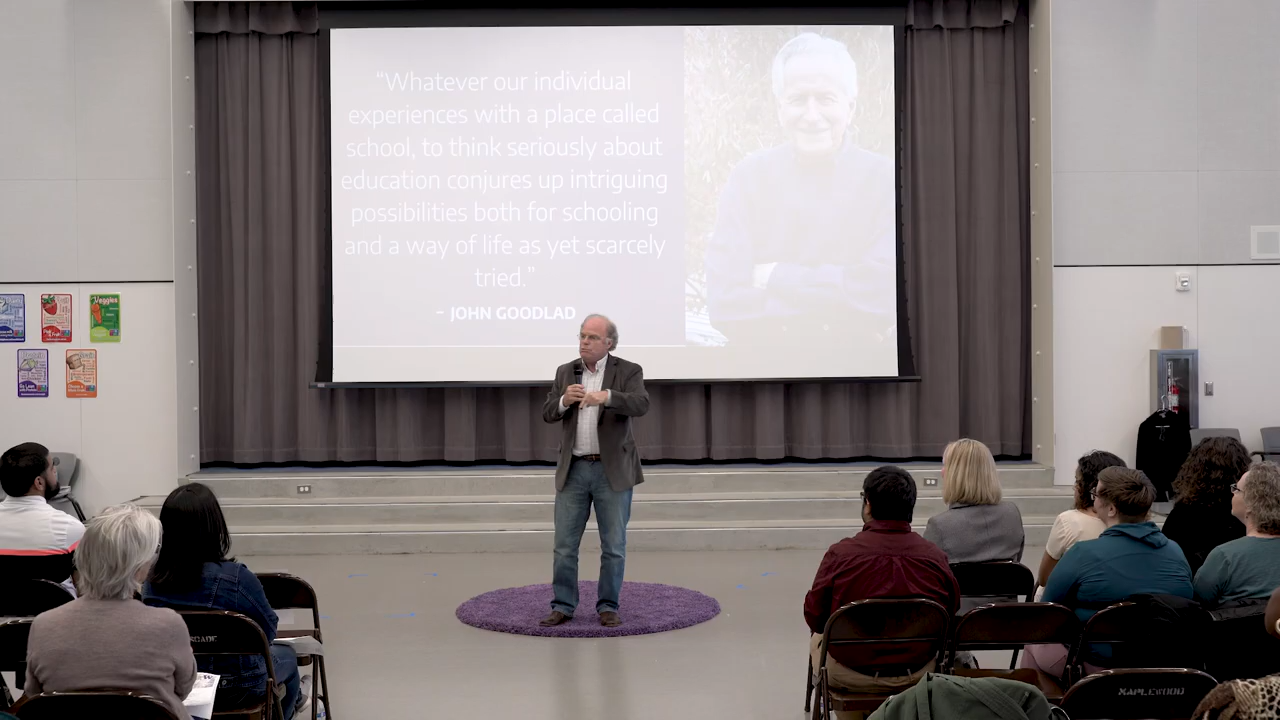 “Whatever our individual
experiences with a place called
school, to think seriously about
education conjures up intriguing
possibilities both for schooling
and a way of life as yet scarcely
tried.”
- JOHN GOODLAD
Veggies
MAPLEWOOD